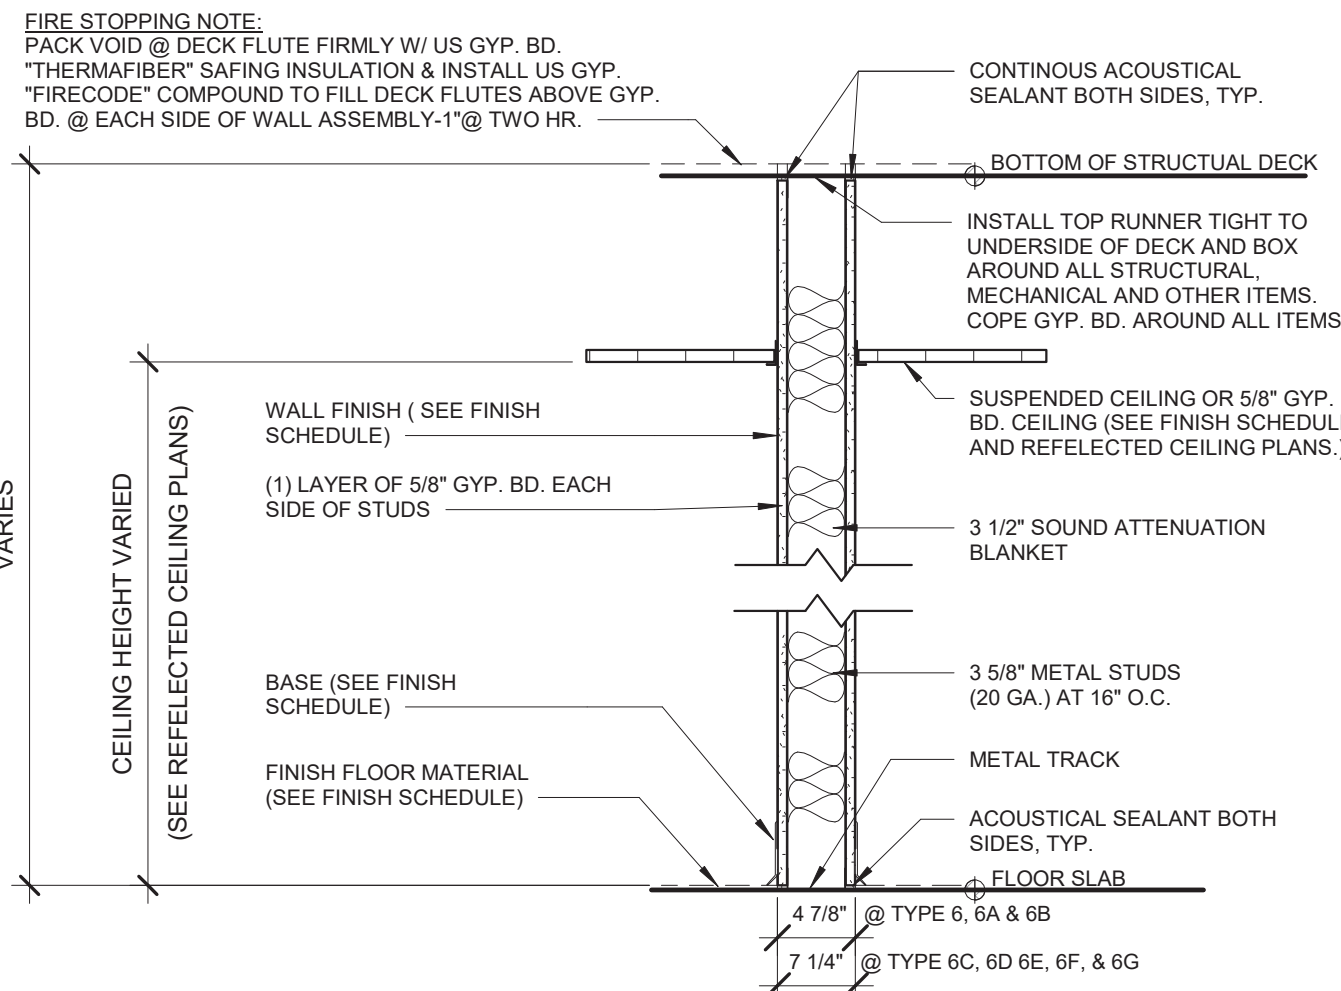 FIRE STOPPING NOTE:
PACK VOID @ DECK FLUTE FIRMLY W/ US GYP. BD.
"THERMAFIBER" SAFING INSULATION & INSTALL US GYP.
"FIRECODE" COMPOUND TO FILL DECK FLUTES ABOVE GYP.
BD. @ EACH SIDE OF WALL ASSEMBLY-1"@ TWO HR.
CONTINOUS ACOUSTICAL
SEALANT BOTH SIDES, TYP.
BOTTOM OF STRUCTUAL DECK
INSTALL TOP RUNNER TIGHT TO
UNDERSIDE OF DECK AND BOX
AROUND ALL STRUCTURAL,
MECHANICAL AND OTHER ITEMS.
COPE GYP. BD. AROUND ALL ITEMS
SUSPENDED CEILING OR 5/8" GYP.
BD. CEILING (SEE FINISH SCHEDULE
AND REFELECTED CEILING PLANS.)
WALL FINISH ( SEE FINISH
SCHEDULE)
(1) LAYER OF 5/8" GYP. BD. EACH
SIDE OF STUDS
3 1/2" SOUND ATTENUATION
BLANKET
VARIES
CEILING HEIGHT VARIED
(SEE REFELECTED CEILING PLANS)
BASE (SEE FINISH
SCHEDULE)
3 5/8" METAL STUDS
(20 GA.) AT 16" O.C.
FINISH FLOOR MATERIAL
(SEE FINISH SCHEDULE)
METAL TRACK
ACOUSTICAL SEALANT BOTH
SIDES, TYP.
FLOOR SLAB
4 7/8" @ TYPE 6, 6A & 6B
7 1/4" @ TYPE 6C, 6D 6E, 6F, & 6G